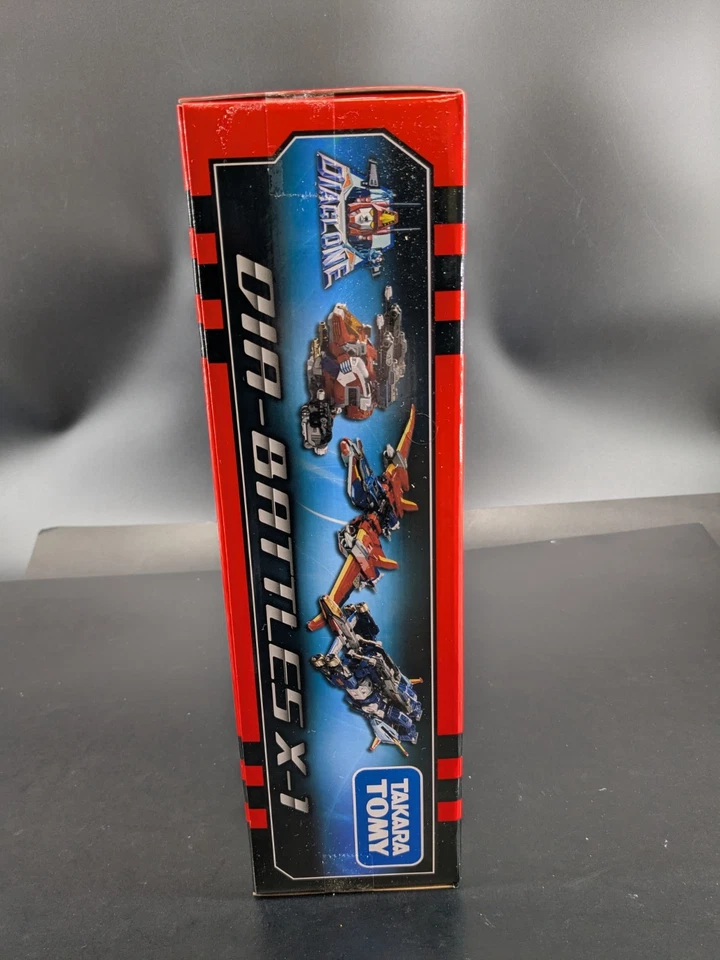 DIACLONE
DIA-BATTLES X-1
TAKARA
TOMY